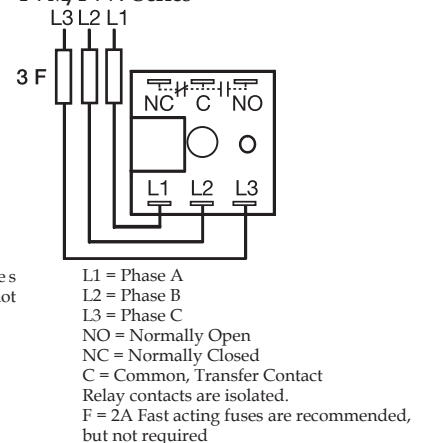 L3 L2 L1
3 F
NC C NO
L1 L2 L3
L1 = Phase A
L2 = Phase B
L3 = Phase C
NO = Normally Open
NC = Normally Closed
C = Common, Transfer Contact
Relay contacts are isolated.
F = 2A Fast acting fuses are recommended,
but not required